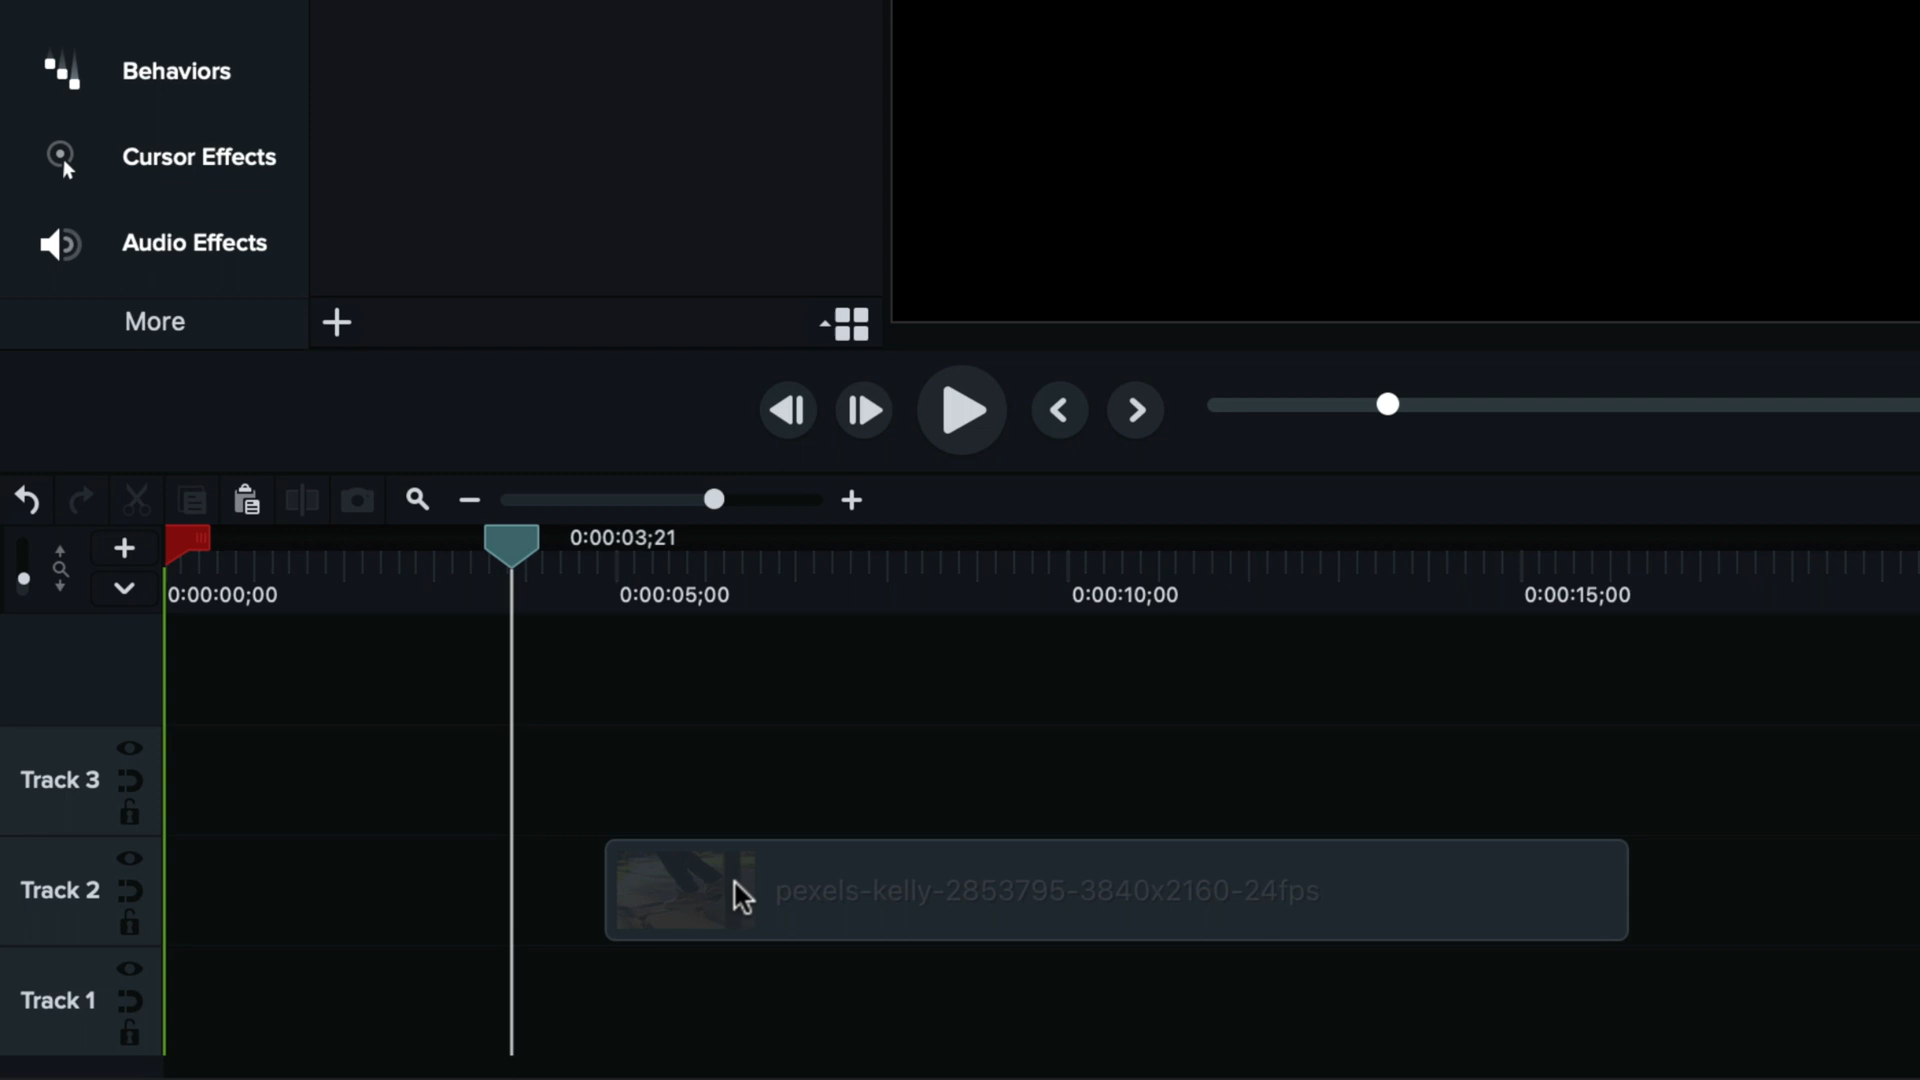 Behaviors
Cursor Effects
Audio Effects
More
0:00:03;21
0:00:00;00
0:00:05;00
0:00:10;00
0:00:15;00
Track 3
Track 2
pexels-kelly-2853795-3840x2160-24fps
Track 1